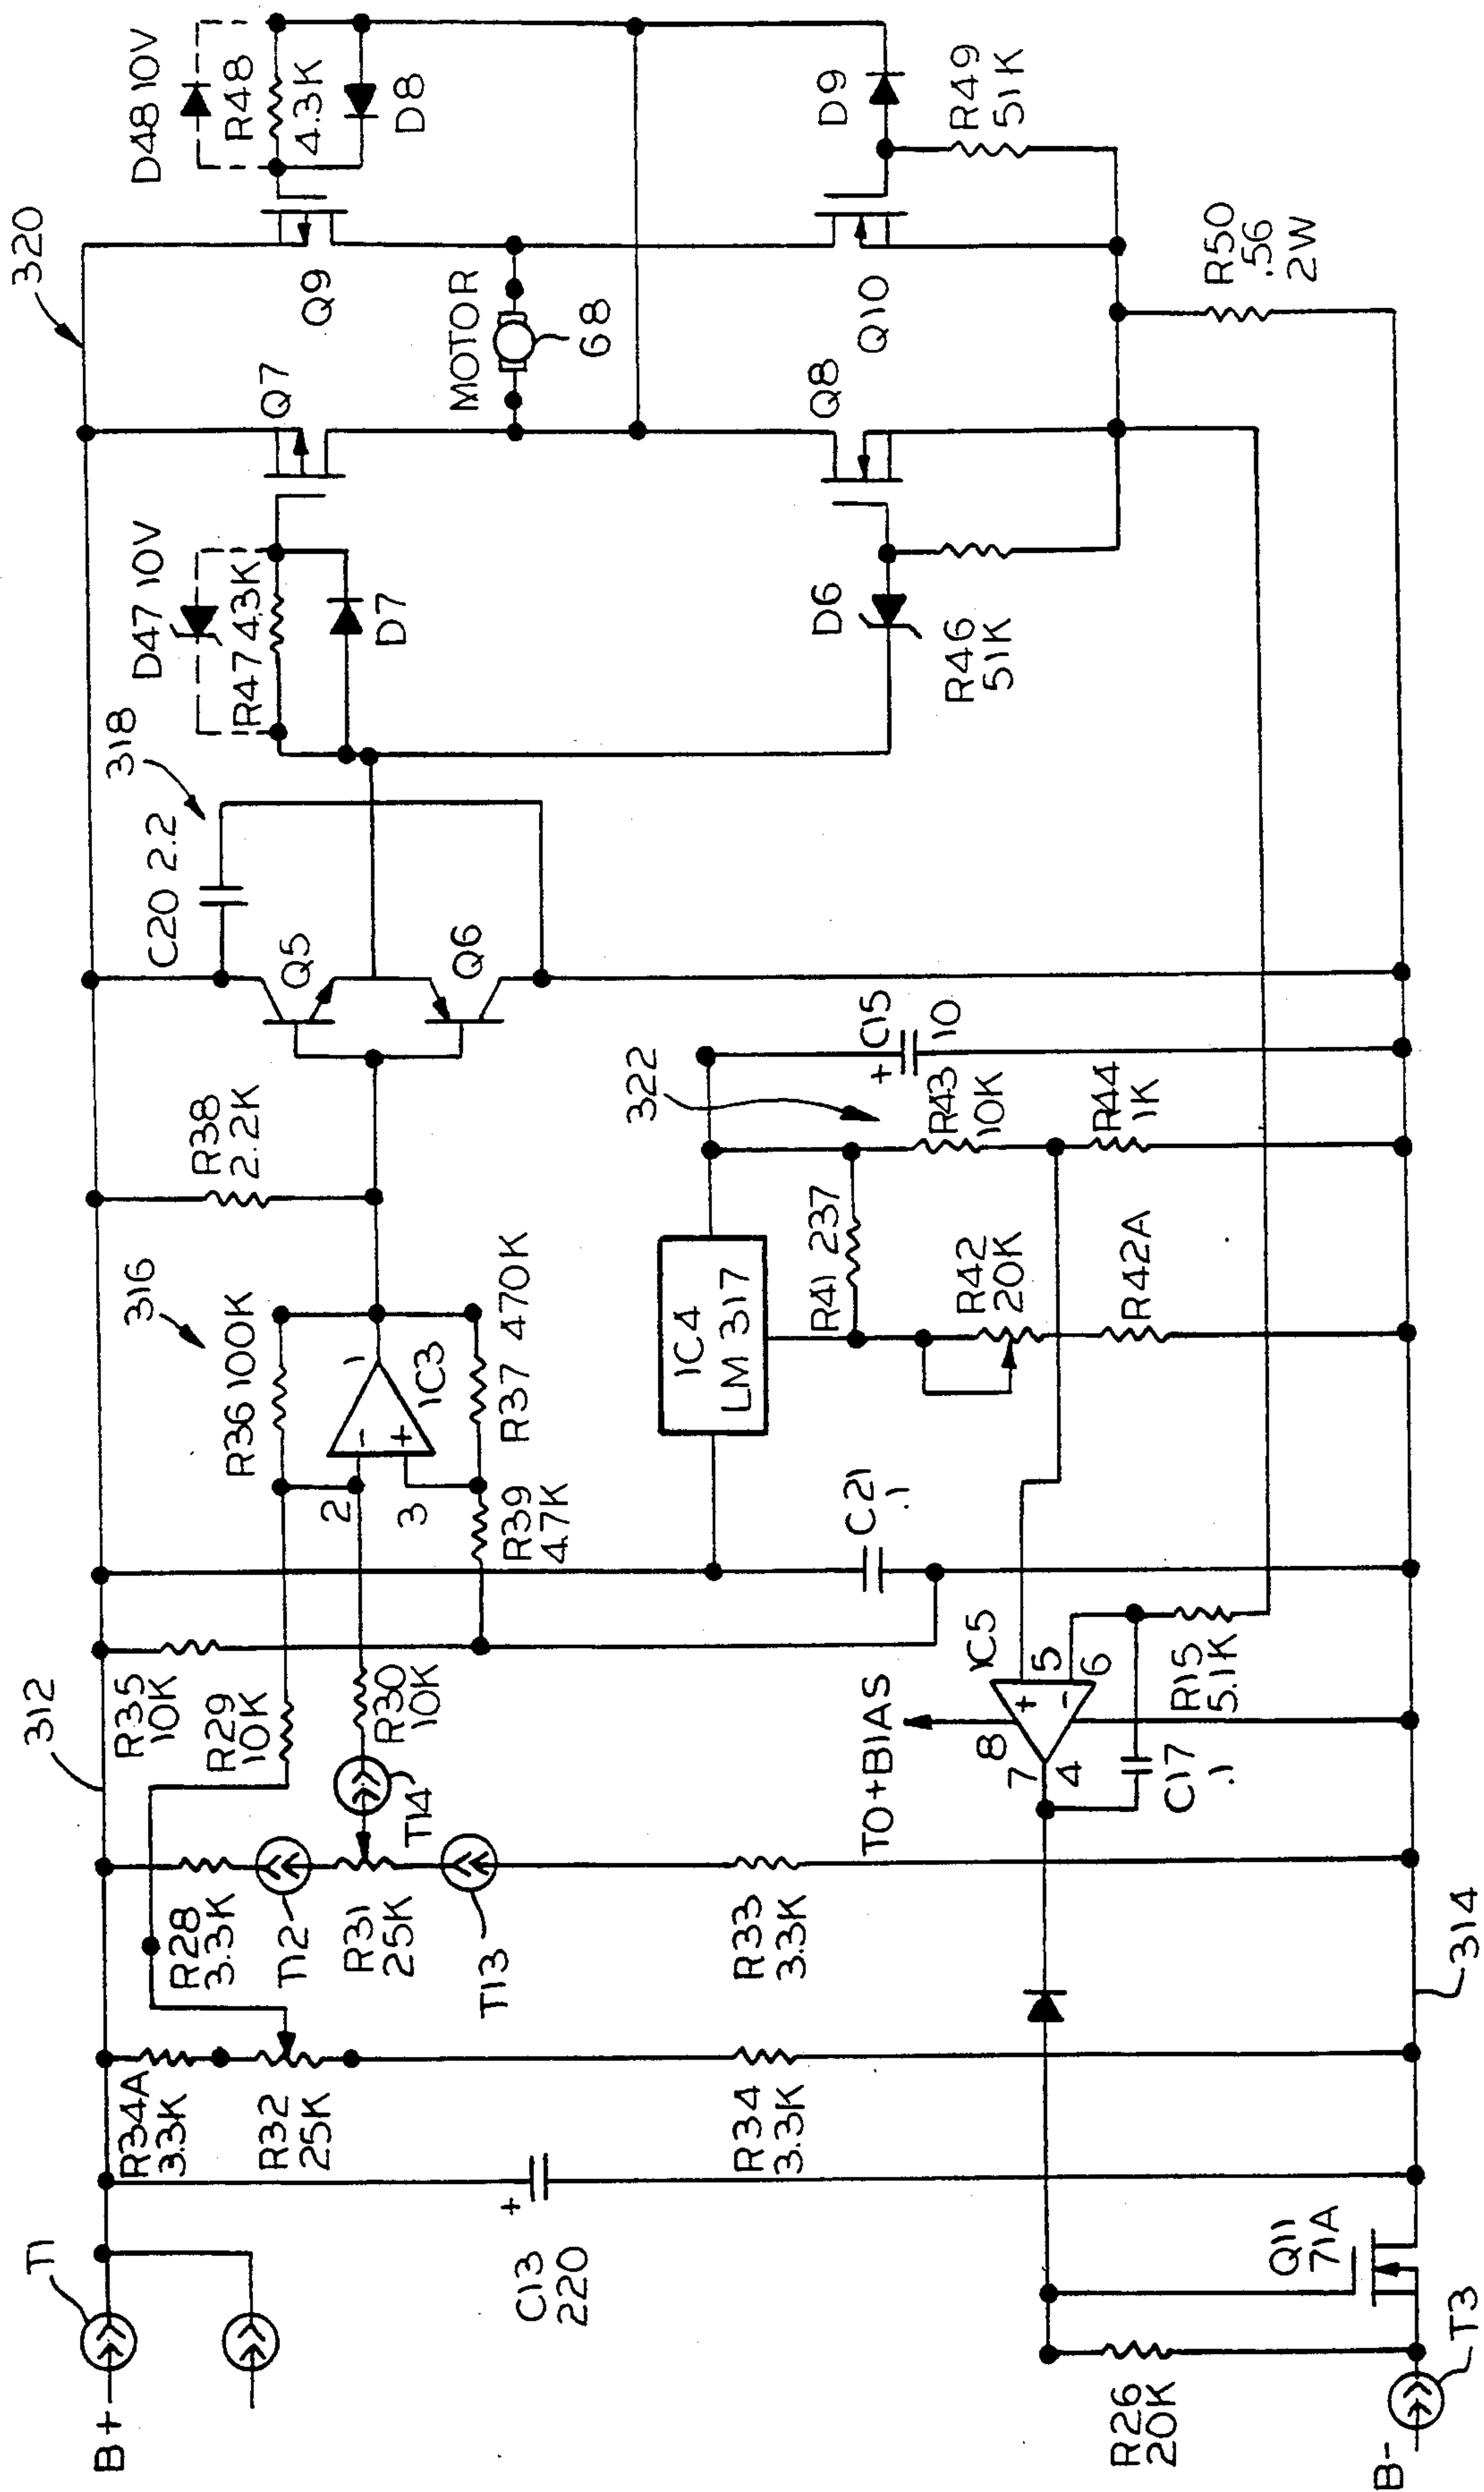 B+
T1
C13
220
R34A
3.3K
R32
25K
R34
3.3K
R26
20K
Q11
71A
B-
T3
314
312
R28
3.3K
T12
R31
25K
T13
R33
3.3K
T14
R30
10K
R35
10K
R29
10K
TO+BIAS
IC5
8
7
4
5
6
+
-
C17
.1
R15
5.1K
C21
.1
R39
4.7K
2
3
-
+
1
IC3
R36 100K
R37 470K
316
IC4
LM 317
R41 237
R42
20K
R42A
322
C15
+
10
R43
10K
R44
1K
R38
2.2K
Q5
Q6
C20 2.2
318
D47 10V
R47 4.3K
D7
D6
R46
51K
Q7
Q8
MOTOR
68
320
Q9
Q10
D48 10V
R48
4.3K
D8
D9
R49
51K
R50
.56
2W
+